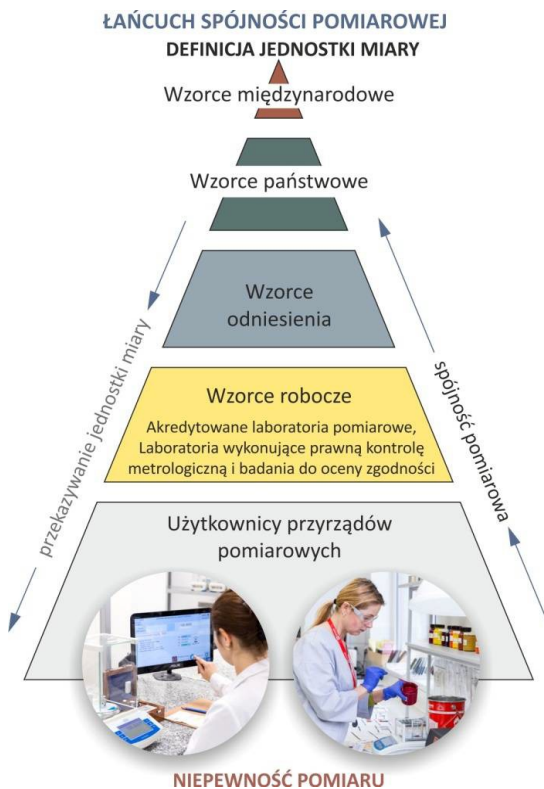 ŁAŃCUCH SPÓJNOŚCI POMIAROWEJ
DEFINICJA JEDNOSTKI MIARY
Wzorce międzynarodowe
Wzorce państwowe
Wzorce
odniesienia
Wzorce robocze
Akredytowane laboratoria pomiarowe,
Laboratoria wykonujące prawną kontrolę
metrologiczną i badania do oceny zgodności
Użytkownicy przyrządów
pomiarowych
przekazywanie jednostki miary
spójność pomiarowa
NIEPEWNOŚĆ POMIARU